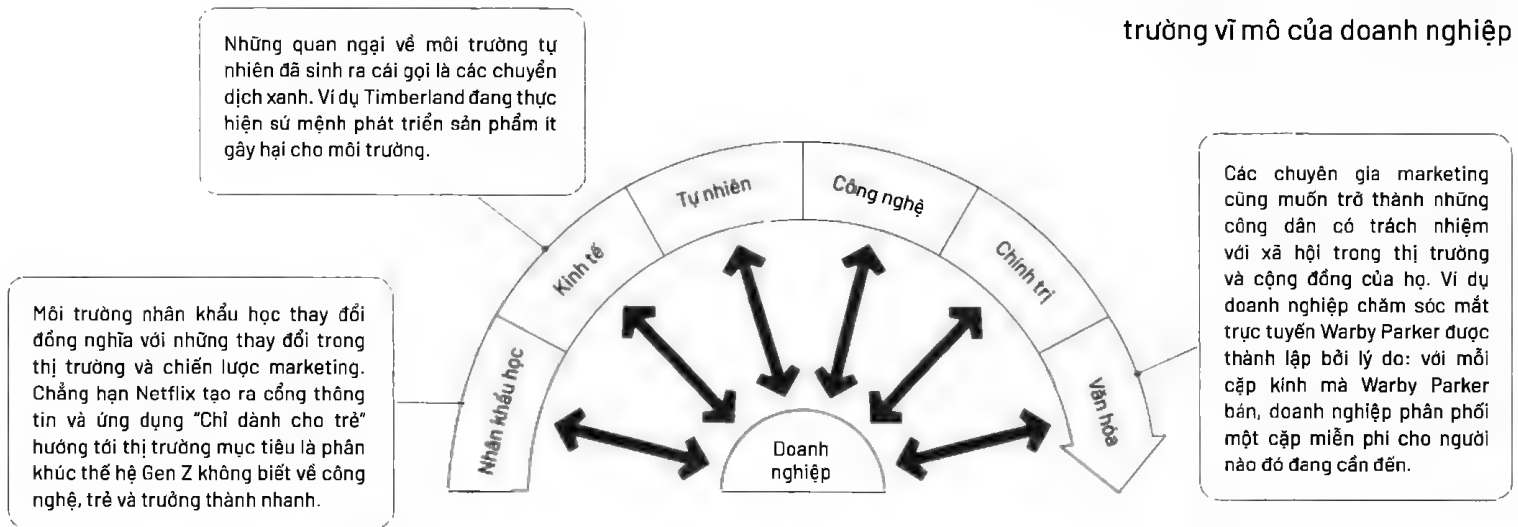 trường vĩ mô của doanh nghiệp
Những quan ngại về môi trường tự
nhiên đã sinh ra cái gọi là các chuyển
dịch xanh. Ví dụ Timberland đang thực
hiện sứ mệnh phát triển sản phẩm ít
gây hại cho môi trường.
Môi trường nhân khẩu học thay đổi
đồng nghĩa với những thay đổi trong
thị trường và chiến lược marketing.
Chẳng hạn Netflix tạo ra cổng thông
tin và ứng dụng "Chỉ dành cho trẻ"
hướng tới thị trường mục tiêu là phân
khúc thế hệ Gen Z không biết về công
nghệ, trẻ và trưởng thành nhanh.
Nhân khẩu học
Kinh tế
Tự nhiên
Công nghệ
Chính trị
Văn hóa
Doanh
nghiệp
Các chuyên gia marketing
cũng muốn trở thành những
công dân có trách nhiệm
với xã hội trong thị trường
và cộng đồng của họ. Ví dụ
doanh nghiệp chăm sóc mắt
trực tuyến Warby Parker được
thành lập bởi lý do: với mỗi
cặp kính mà Warby Parker
bán, doanh nghiệp phân phối
một cặp miễn phí cho người
nào đó đang cần đến.